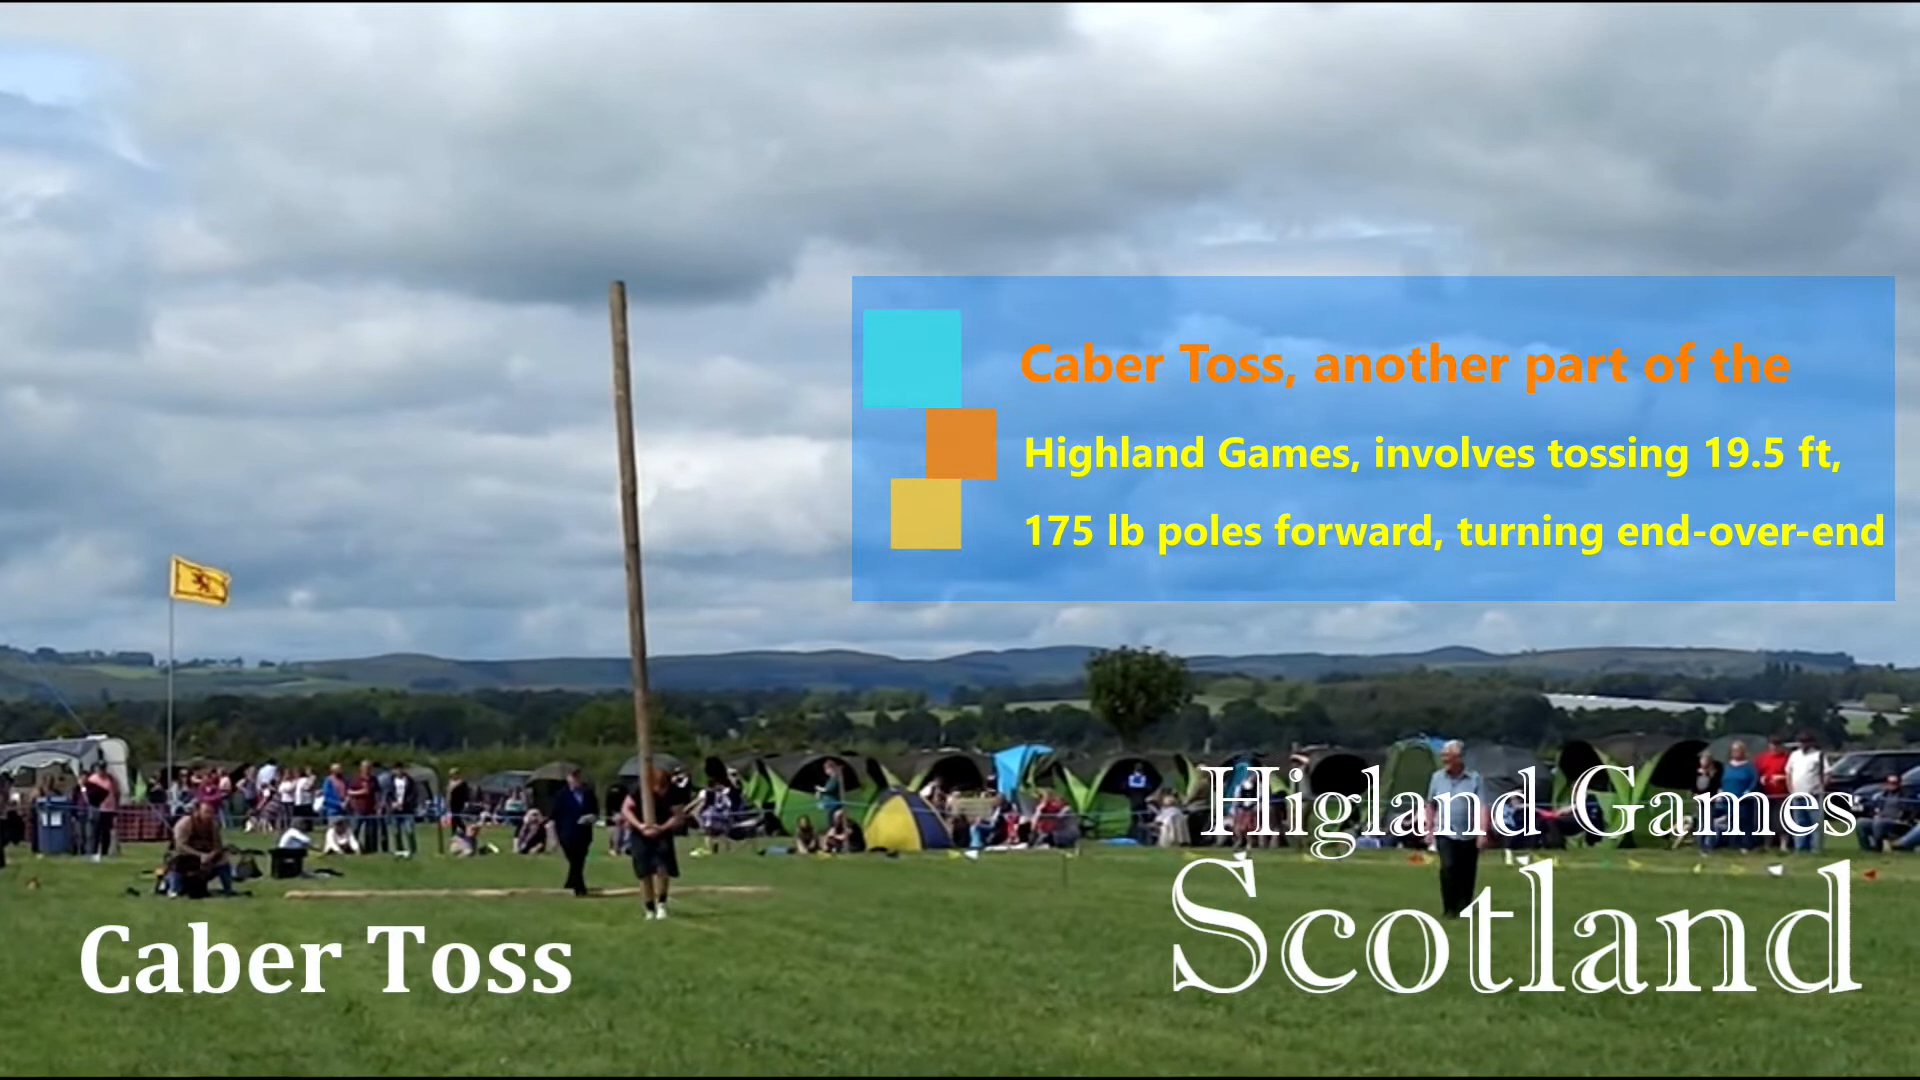 Caber Toss, another part of the
Highland Games, involves tossing 19.5 ft,
175 lb poles forward, turning end-over-end
Higland Games
Scotland
Caber Toss